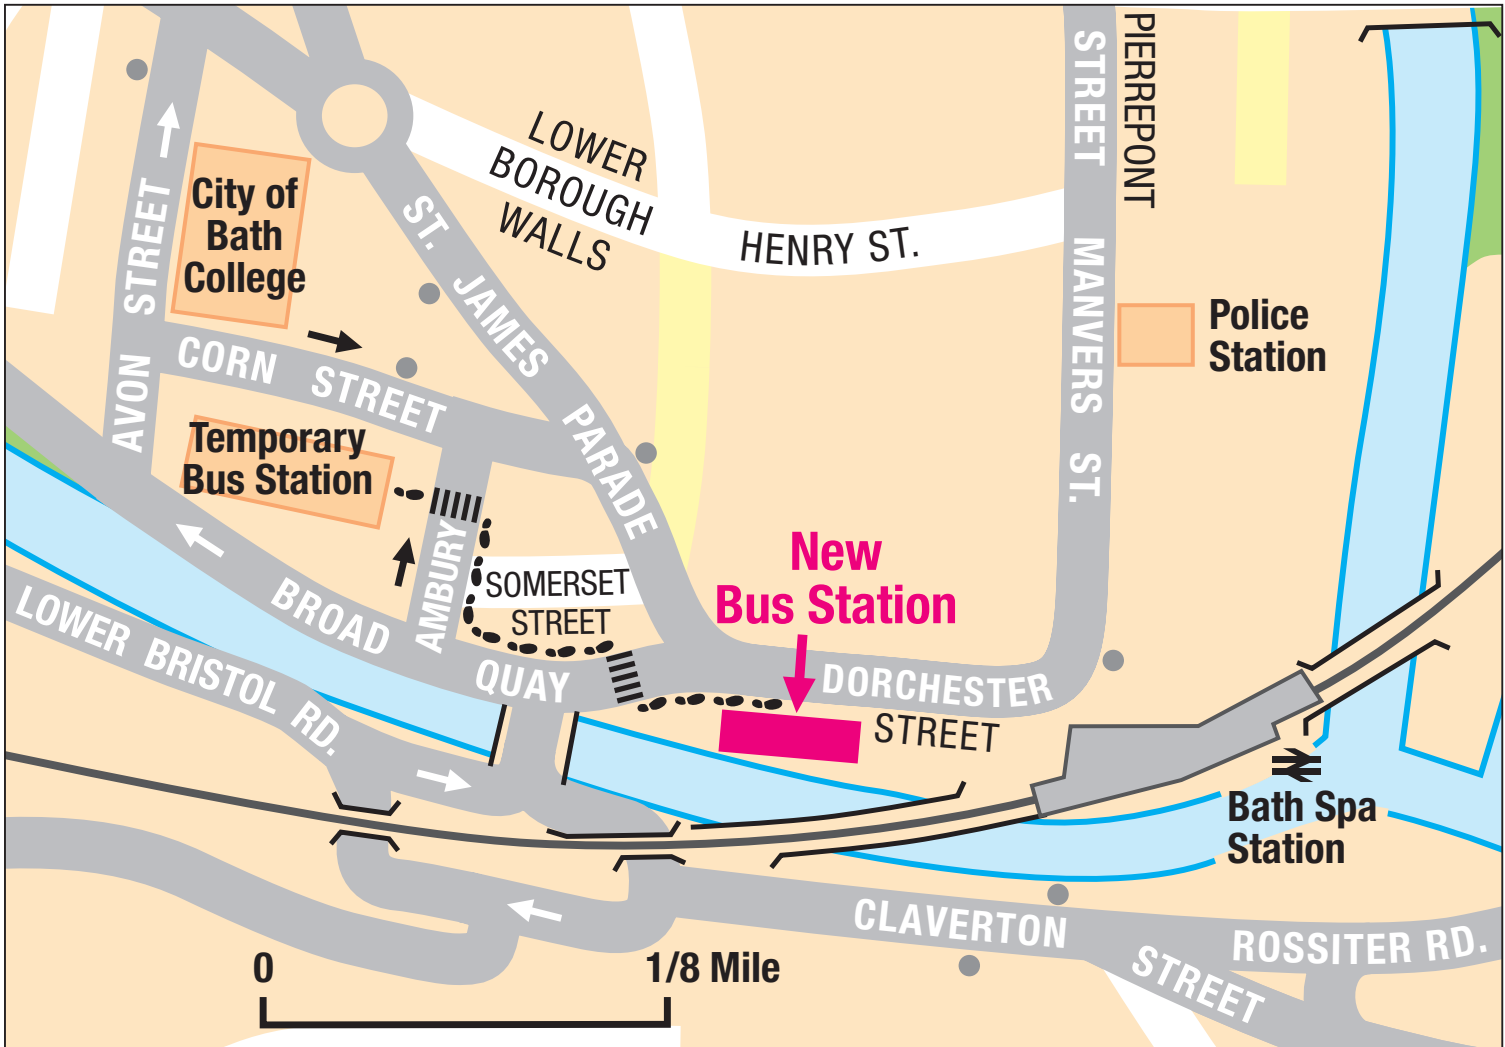 PIERREPONT
STREET
LOWER
BOROUGH
WALLS
City of
Bath
College
STREET
AVON
ST. JAMES
PARADE
HENRY ST.
MANVERS
ST.
Police
Station
CORN STREET
Temporary
Bus Station
AMBURY
SOMERSET
STREET
New
Bus Station
BROAD
QUAY
LOWER BRISTOL RD.
DORCHESTER
STREET
Bath Spa
Station
CLAVERTON
STREET
ROSSITER RD.
0
1/8 Mile